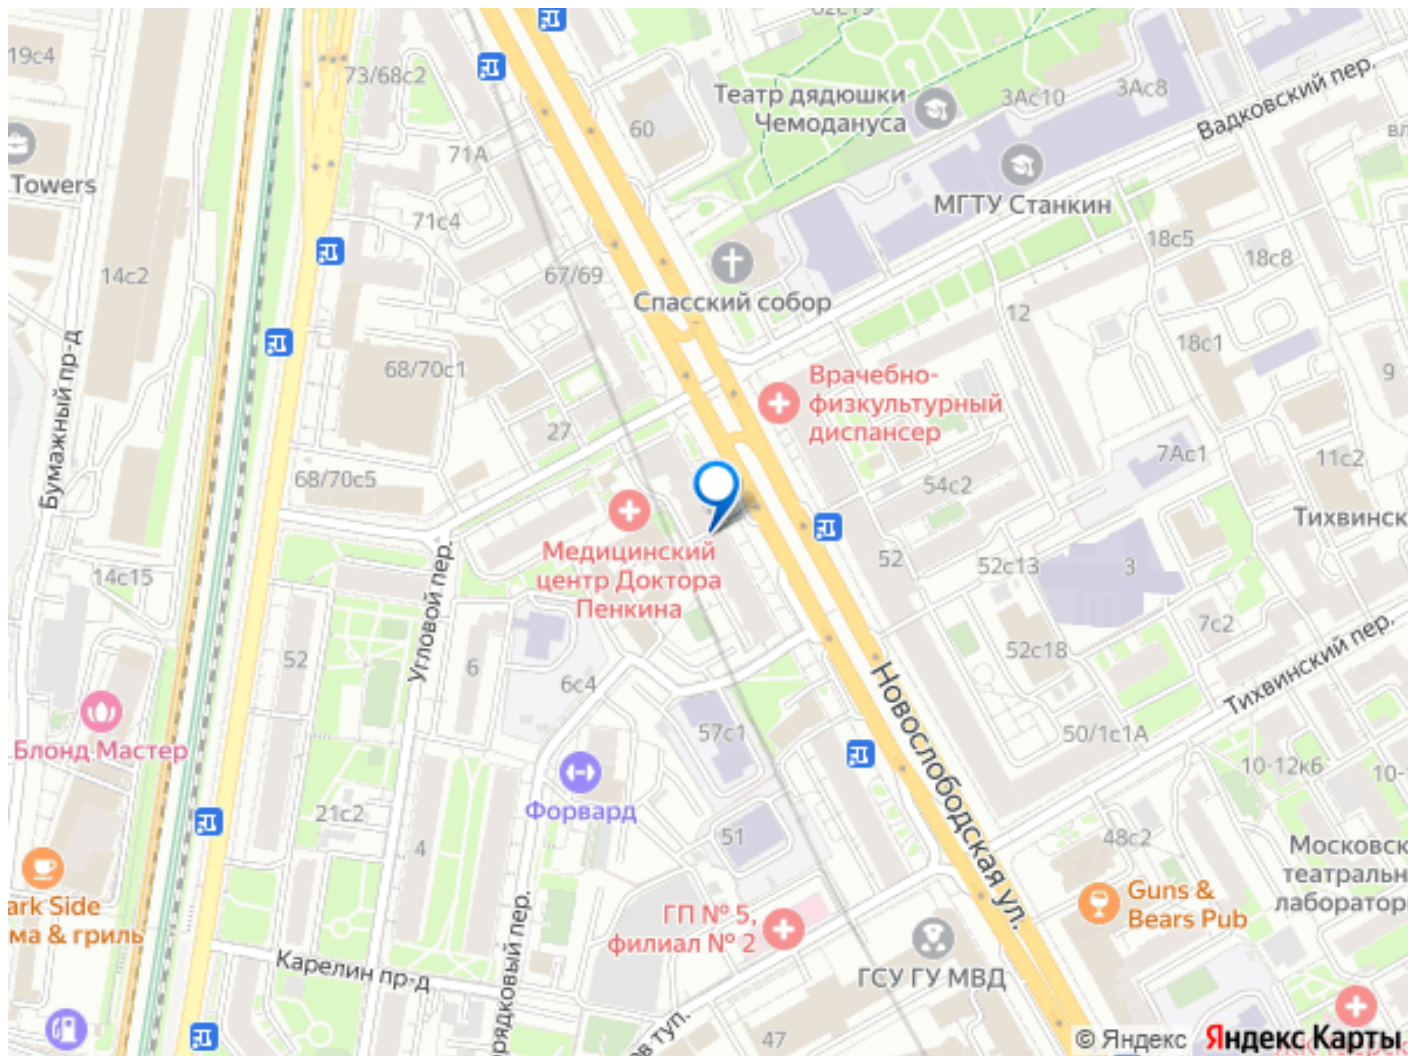 19с4
73/68с2
60
Театр дядюшки
Чемодануса
3Ас10
3Ас8
Вадковский пер.
Towers
71А
МГТУ Станкин
71с4
14с2
67/69
Спасский собор
18с5
18с8
12
18с1
68/70с1
Бумажный пр-д
Врачебно-
физкультурный
диспансер
9
27
7Ас1
11с2
68/70с5
54с2
Тихвинск
Медицинский
центр Доктора
Пенкина
52
52с13
3
14с15
Угловой пер.
7с2
52
6
6с4
52с18
Тихвинский пер.
Новослободская ул.
Блонд Мастер
57с1
50/1с1А
10-12к6
10-
Форвард
21с2
4
51
48с2
Московск
театральн
лаборатор
ark Side
ма & гриль
Guns &
Bears Pub
ГП № 5,
филиал № 2
ГСУ ГУ МВД
Карелин пр-д
рядковый пер.
в туп.
47
© Яндекс Яндекс Карты